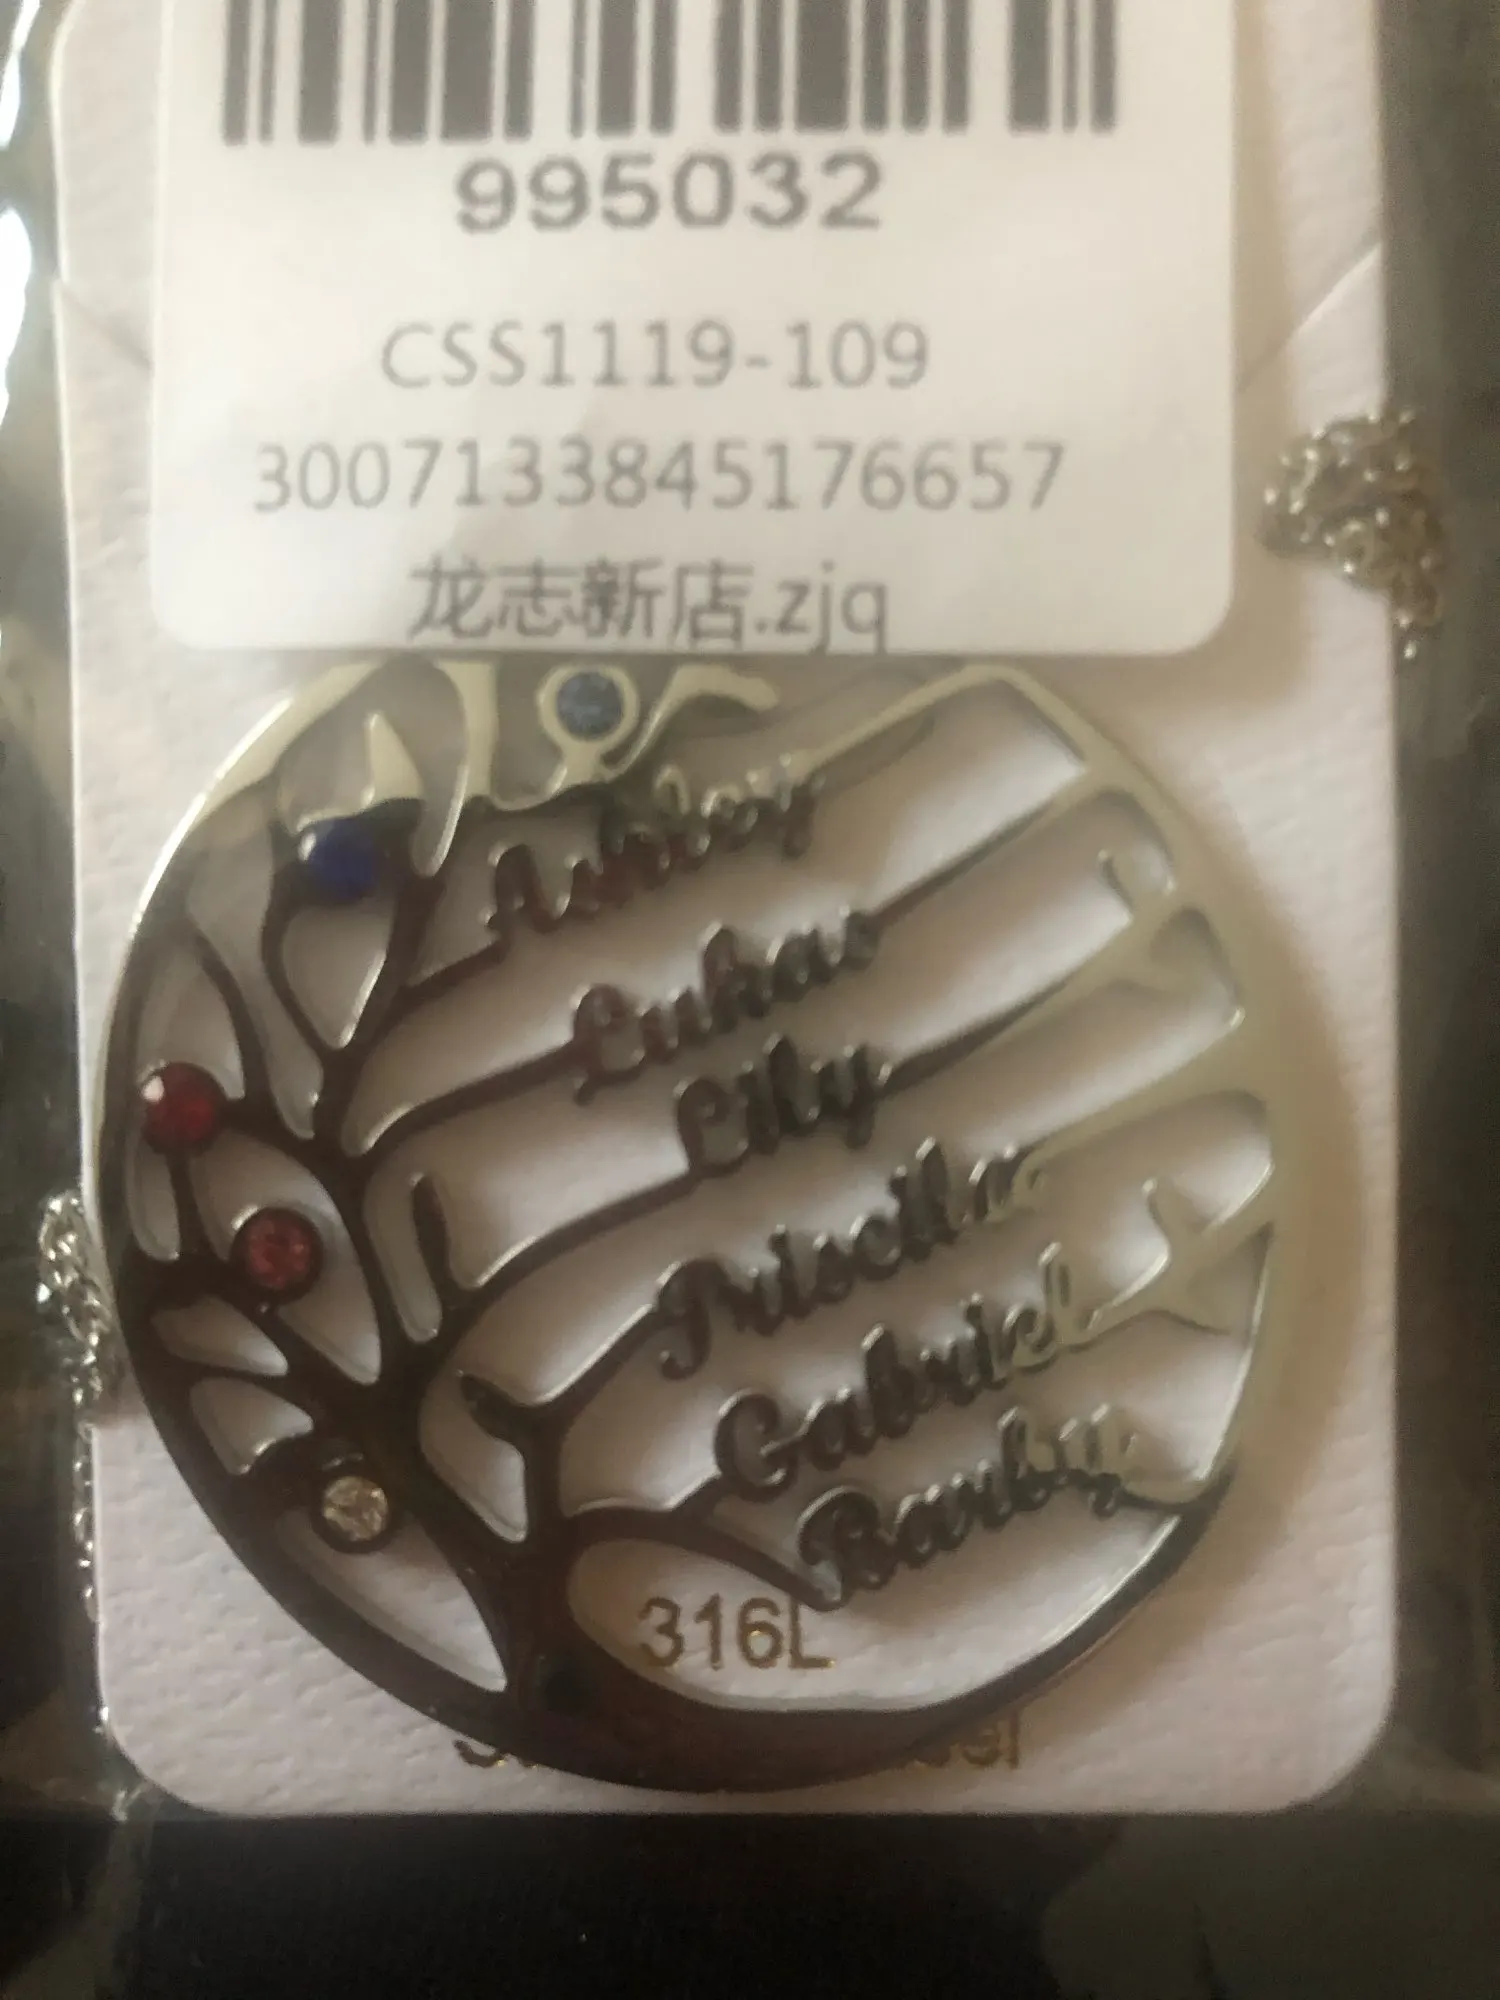 995032
CSS1119-109
3007133845176657
龙志新店.zjq
Ashley
Lukas
Lily
Priscilla
Gabriel
Barby
316L